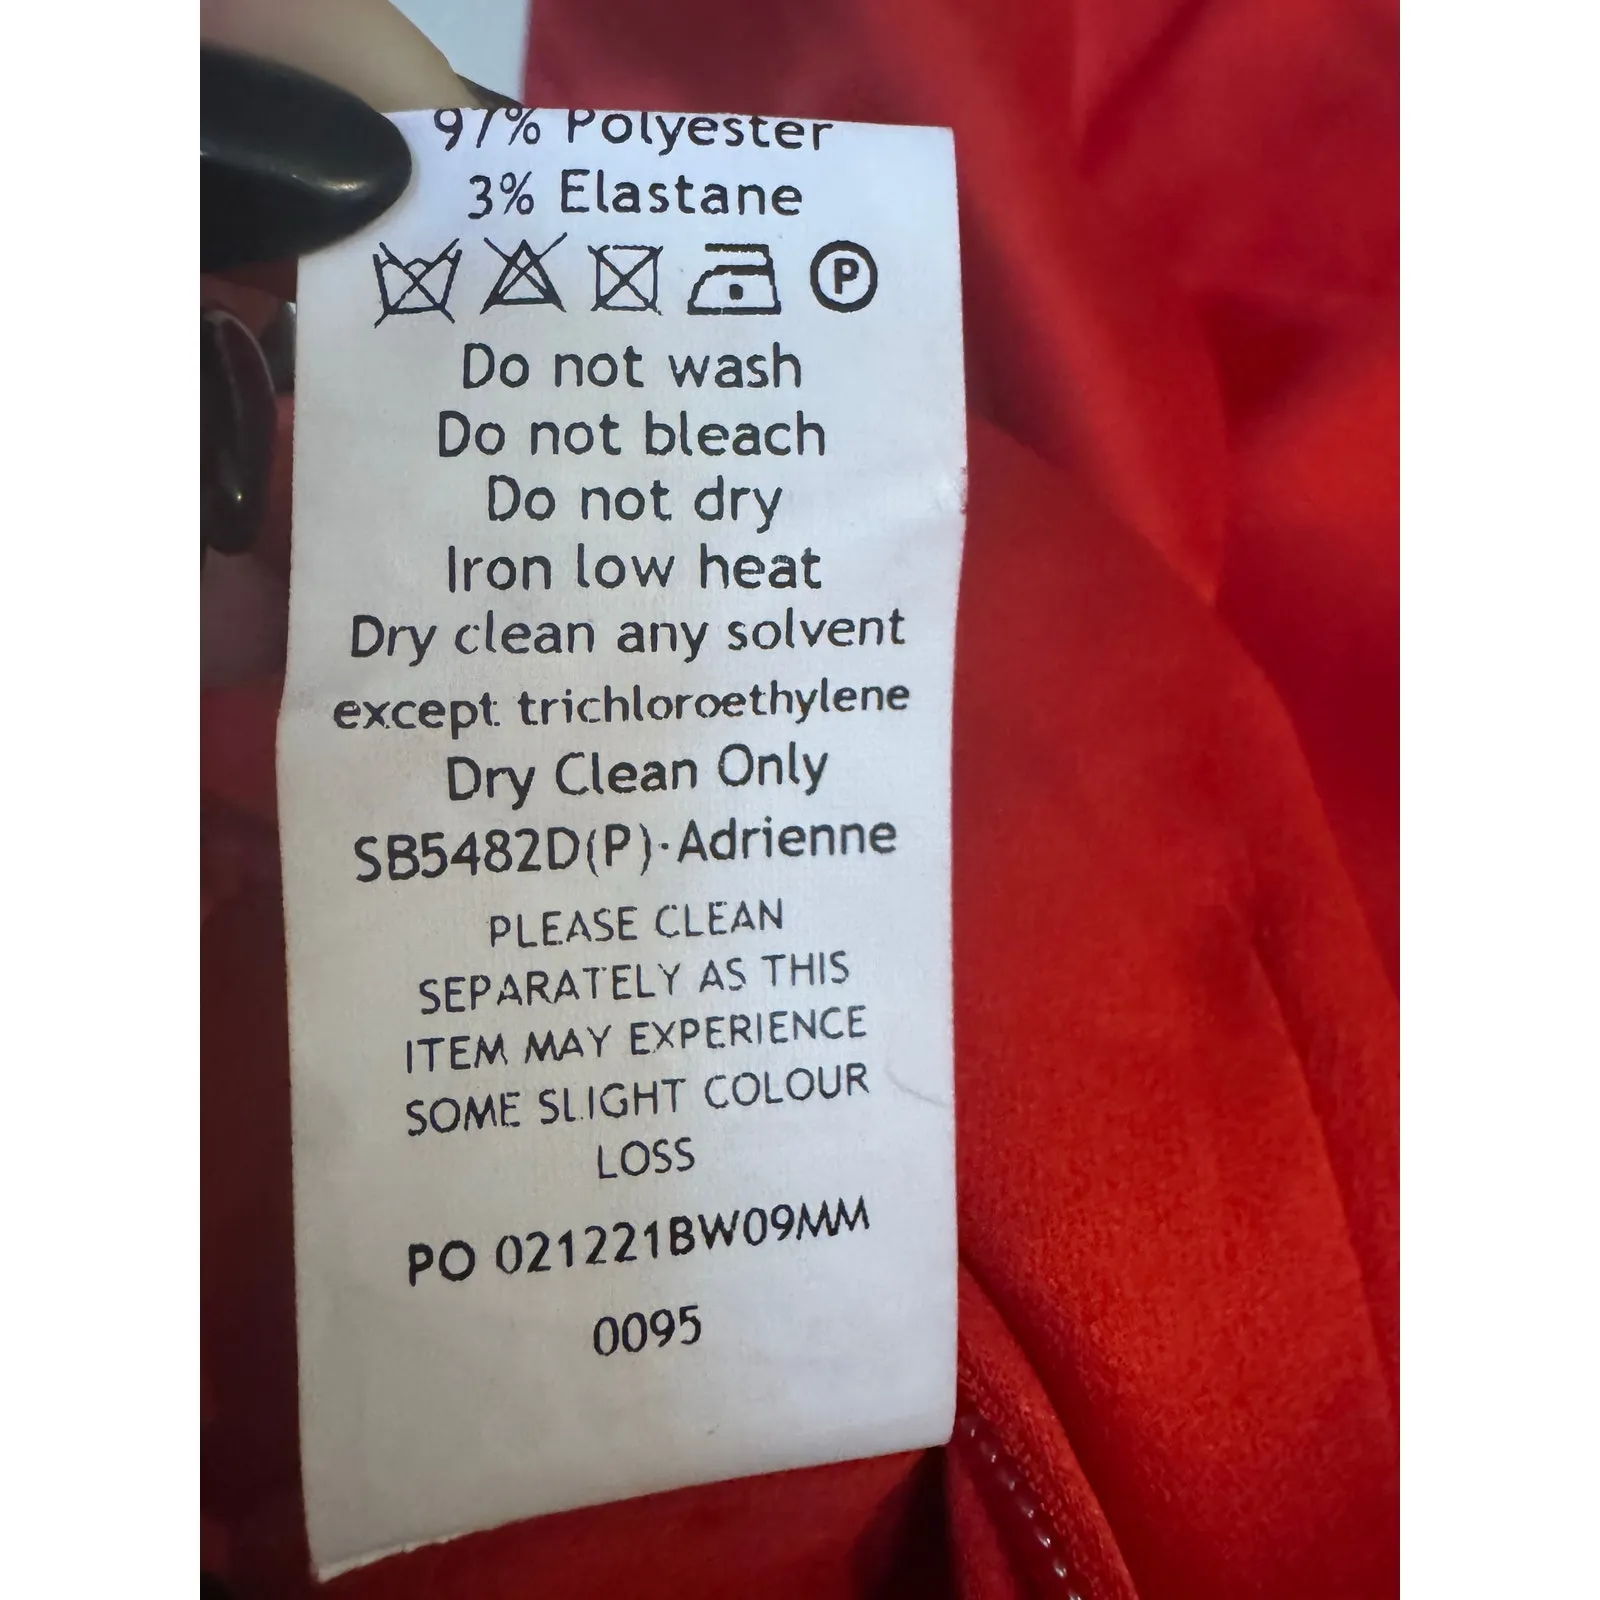 97% Polyester
3% Elastane
P
Do not wash
Do not bleach
Do not dry
Iron low heat
Dry clean any solvent
except trichloroethylene
Dry Clean Only
SB5482D(P)·Adrienne
PLEASE CLEAN
SEPARATELY AS THIS
ITEM MAY EXPERIENCE
SOME SLIGHT COLOUR
LOSS
PO 021221BW09MM
0095